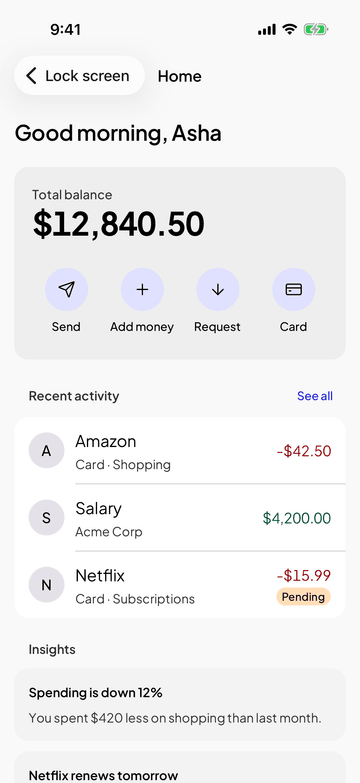 9:41
Lock screen
Home
Good morning, Asha
Total balance
$12,840.50
Send
Add money
Request
Card
Recent activity
See all
A
Amazon
-$42.50
Card · Shopping
S
Salary
$4,200.00
Acme Corp
N
Netflix
-$15.99
Card · Subscriptions
Pending
Insights
Spending is down 12%
You spent $420 less on shopping than last month.
Netflix renews tomorrow